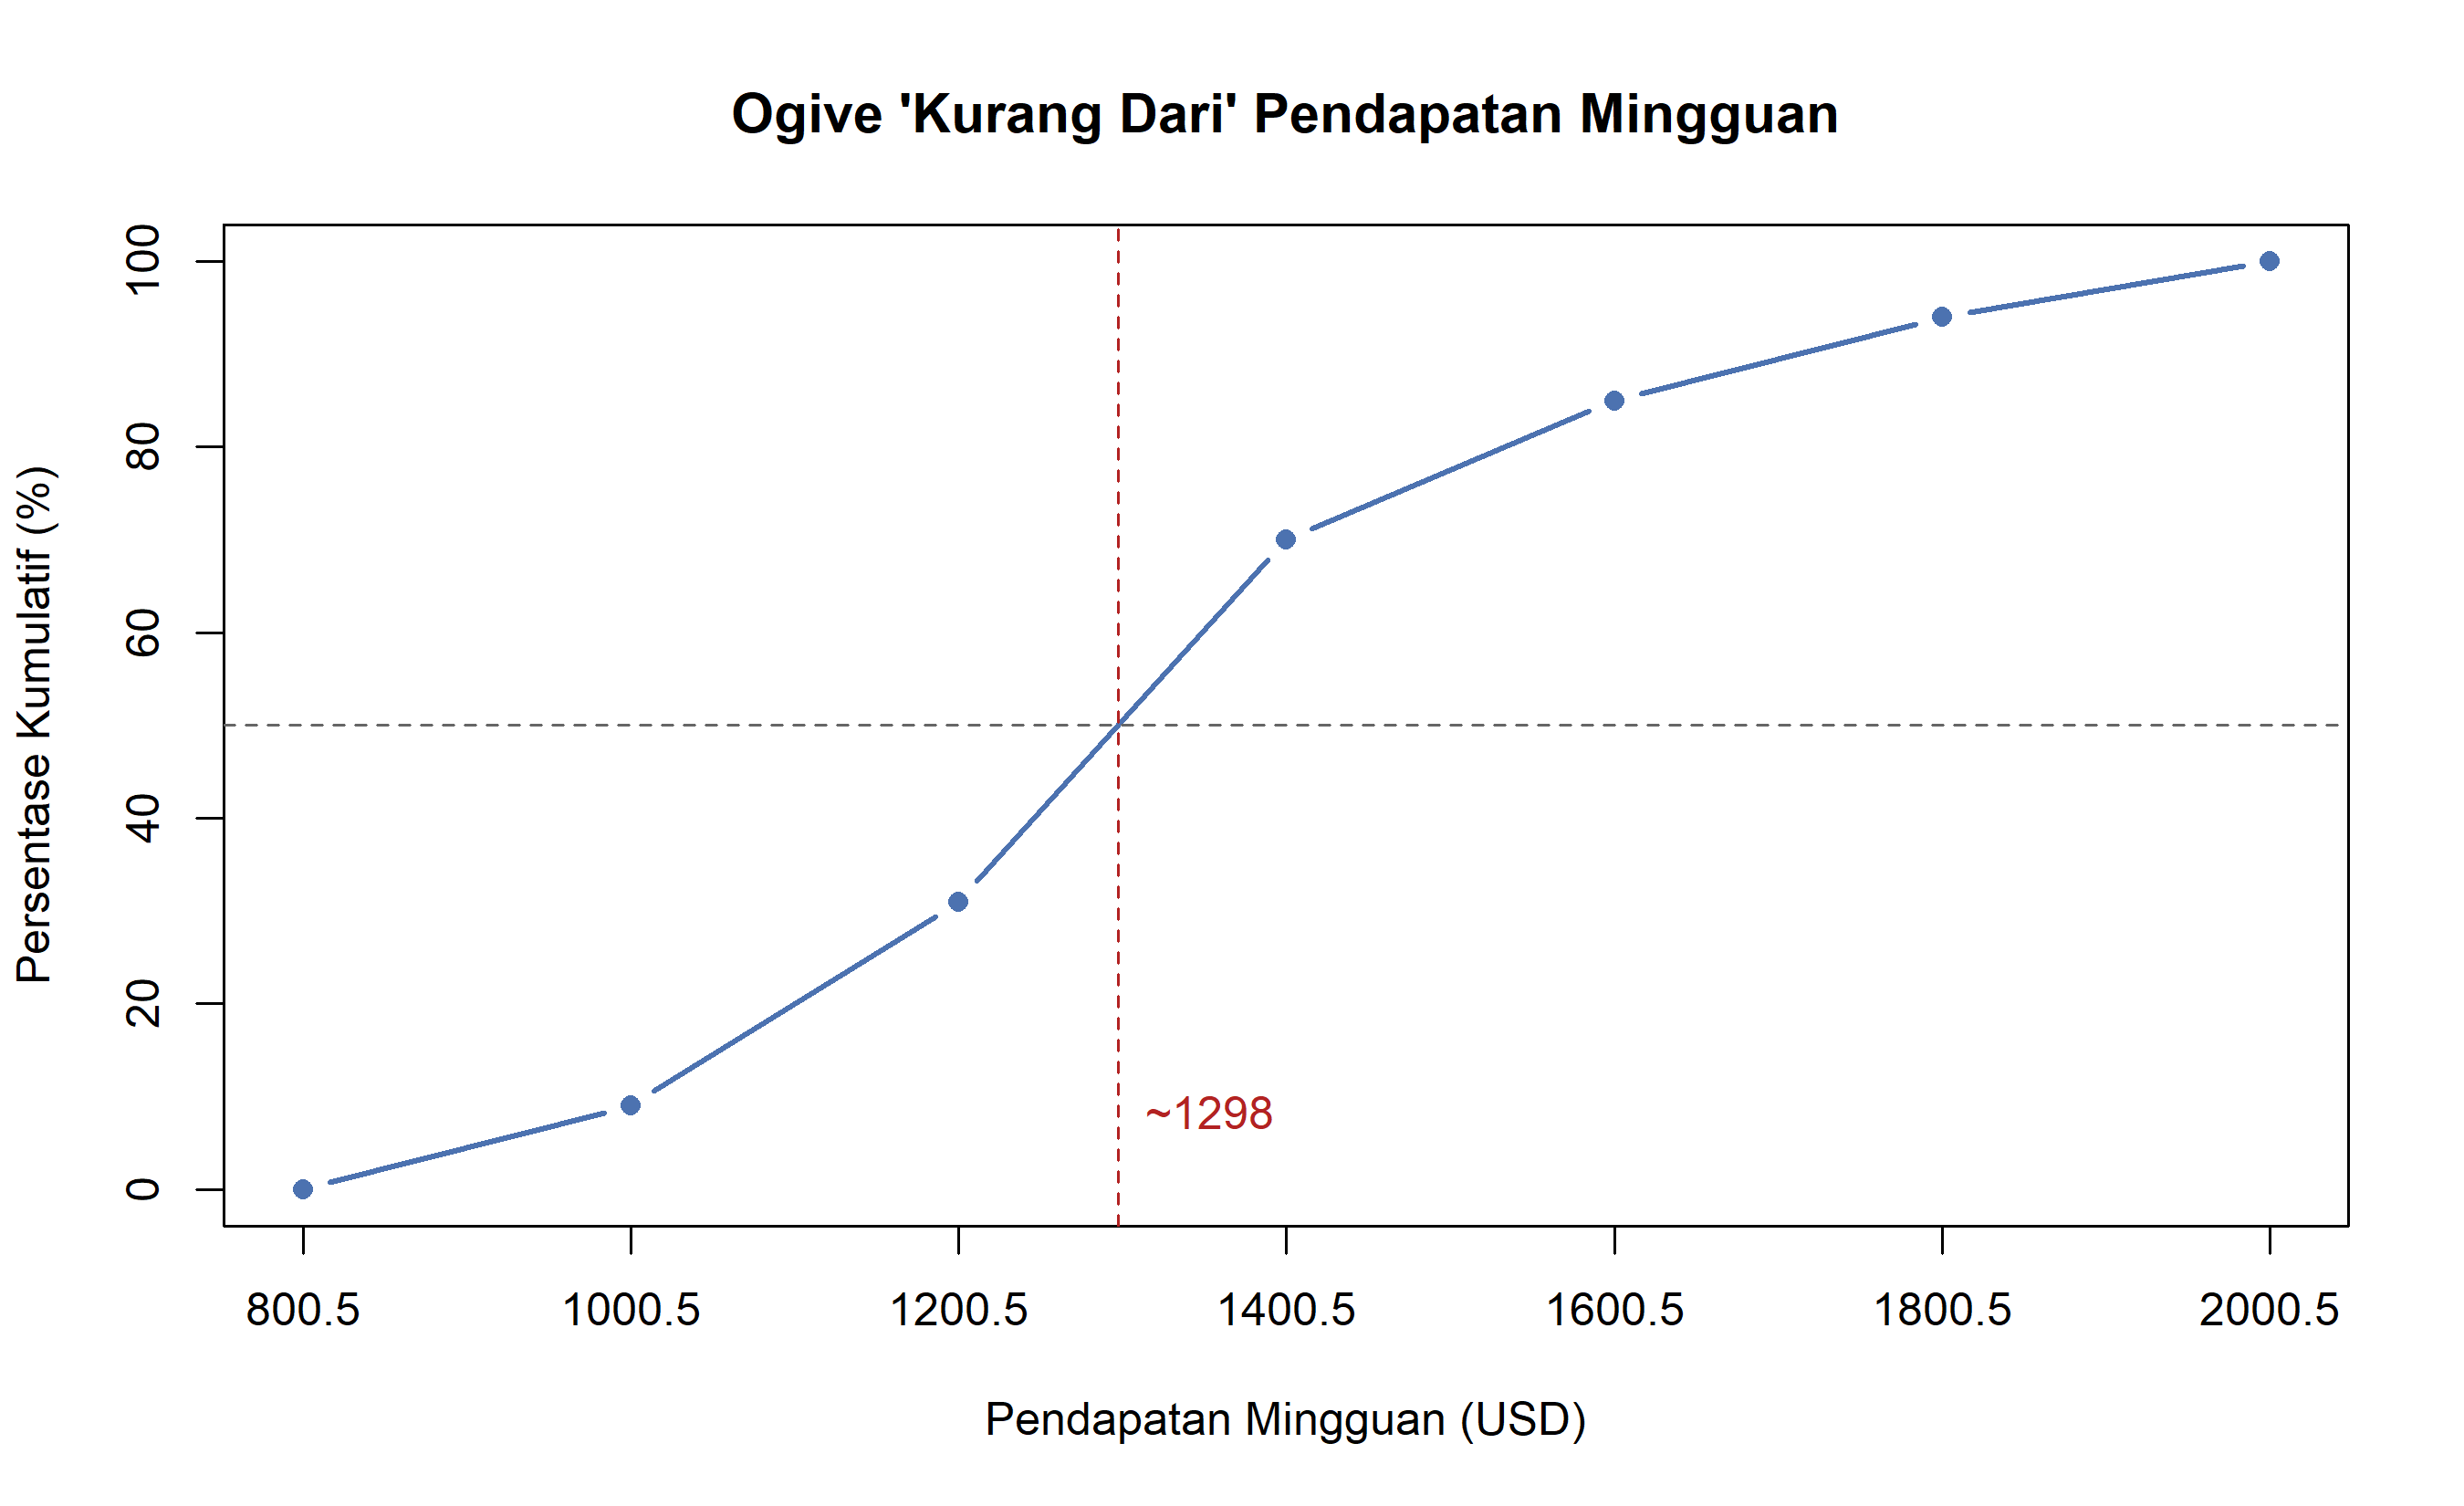 Ogive 'Kurang Dari' Pendapatan Mingguan
Persentase Kumulatif (%)
100
80
60
40
20
0
~1298
800.5 1000.5 1200.5 1400.5 1600.5 1800.5 2000.5
Pendapatan Mingguan (USD)